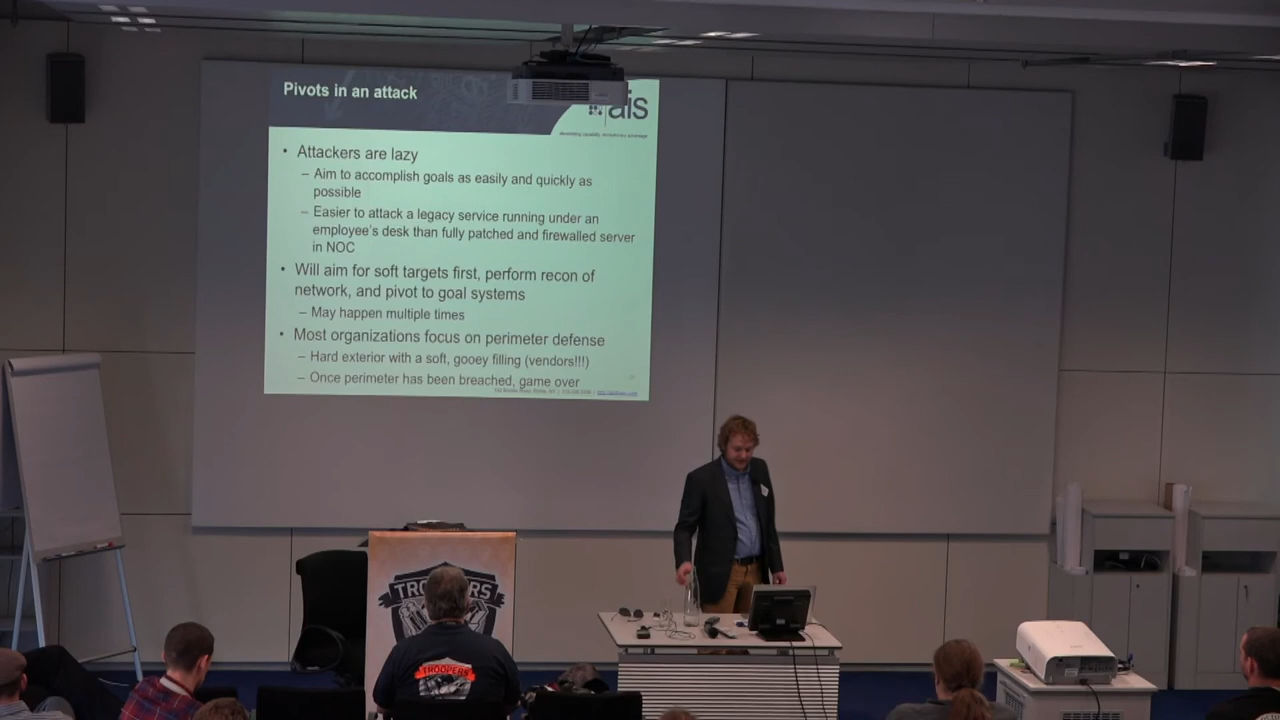 Pivots in an attack
ais
• Attackers are lazy
– Aim to accomplish goals as easily and quickly as
possible
– Easier to attack a legacy service running under an
employee's desk than fully patched and firewalled server
in NOC
• Will aim for soft targets first, perform recon of
network, and pivot to goal systems
– May happen multiple times
• Most organizations focus on perimeter defense
– Hard exterior with a soft, gooey filling (vendors!!!)
– Once perimeter has been breached, game over
TROOPERS